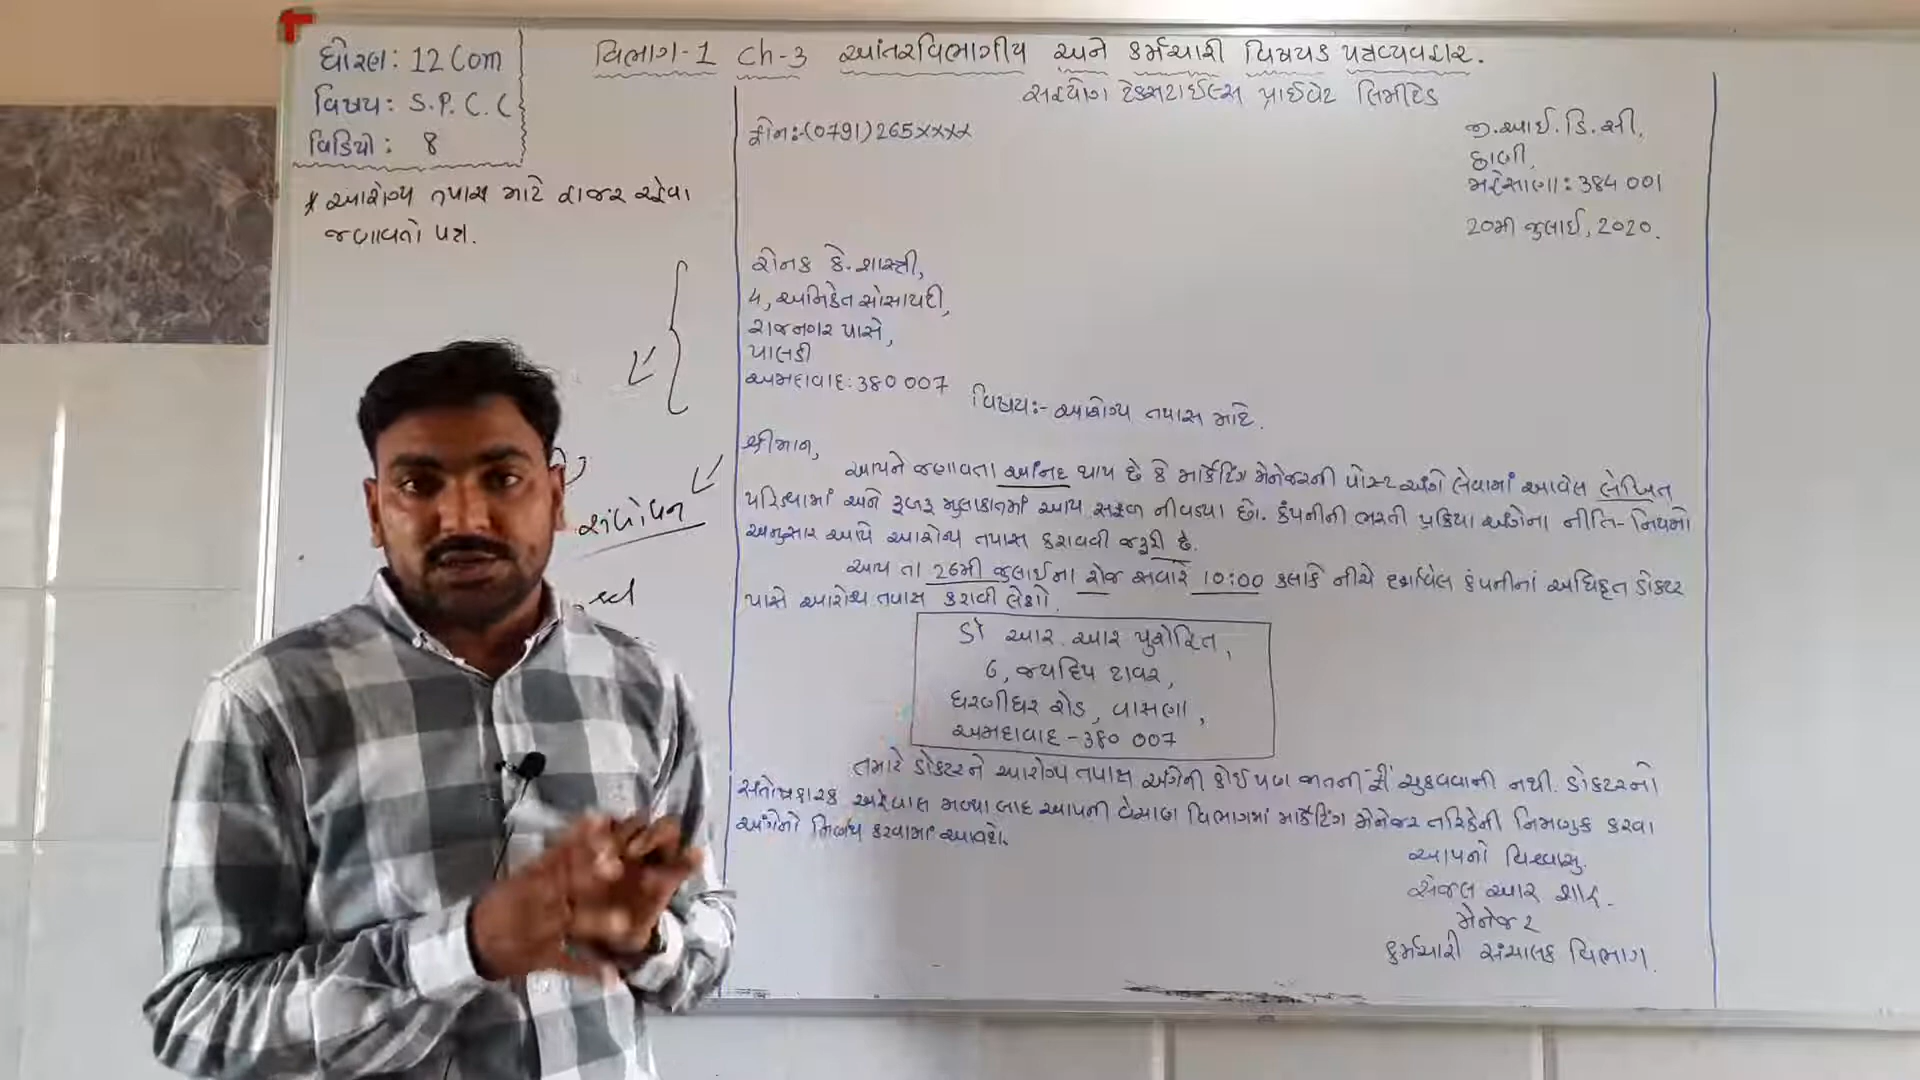 ધોરણ: 12 Com
વિષય: S.P.C.C
વિડિયો: 8
* આરોગ્ય તપાસ માટે હાજર રહેવા
જણાવતો પત્ર.
સંબોધન
વિભાગ-1 Ch-3 આંતરવિભાગીય અને કર્મચારી વિષયક પત્રવ્યવહાર.
સહયોગ ટેક્સટાઈલ્સ પ્રાઈવેટ લિમીટેડ
ફોન:-(0791)265xxxx
જી.આઈ.ડી.સી,
મહેસાણા: 384 001
20મી જુલાઈ, 2020.
રોનક કે. શાસ્ત્રી,
4, અનિકેત સોસાયટી,
રાજનગર પાસે,
પાલડી
અમદાવાદ: 380 007
વિષય:- આરોગ્ય તપાસ માટે.
શ્રીમાન,
આપને જણાવતા આંનદ થાય છે કે માર્કેટિંગ મેનેજરની પોસ્ટ અંગે લેવામાં આવેલ લેખિત
પરિક્ષામાં અને રૂબરૂ મુલાકાતમાં આપ સફળ નીવડ્યા છો. કંપનીની ભરતી પ્રક્રિયા અંગેના નીતિ-નિયમો
અનુસાર આપે આરોગ્ય તપાસ કરાવવી જરૂરી છે.
આપ તા 26મી જુલાઈના રોજ સવારે 10:00 કલાકે નીચે દર્શાવેલ કંપનીનાં અધિકૃત ડોક્ટર
પાસે આરોગ્ય તપાસ કરાવી લેશો.
ડૉ આર. આર પુરોહિત,
6, જયદિપ ટાવર,
ધરણીધર રોડ, વાસણા,
અમદાવાદ-380 007
તમારે ડોક્ટરને આરોગ્ય તપાસ અંગેની કોઈ પણ જાતની ફી ચુકવવાની નથી. ડોક્ટરનો
સંતોષકારક અહેવાલ મળ્યા બાદ આપની વેચાણ વિભાગમાં માર્કેટિંગ મેનેજર તરિકેની નિમણુક કરવા
અંગેનો નિર્ણય કરવામાં આવશે.
આપનો વિશ્વાસુ.
સેજલ આર શાહ.
મેનેજર
કર્મચારી સંચાલક વિભાગ.